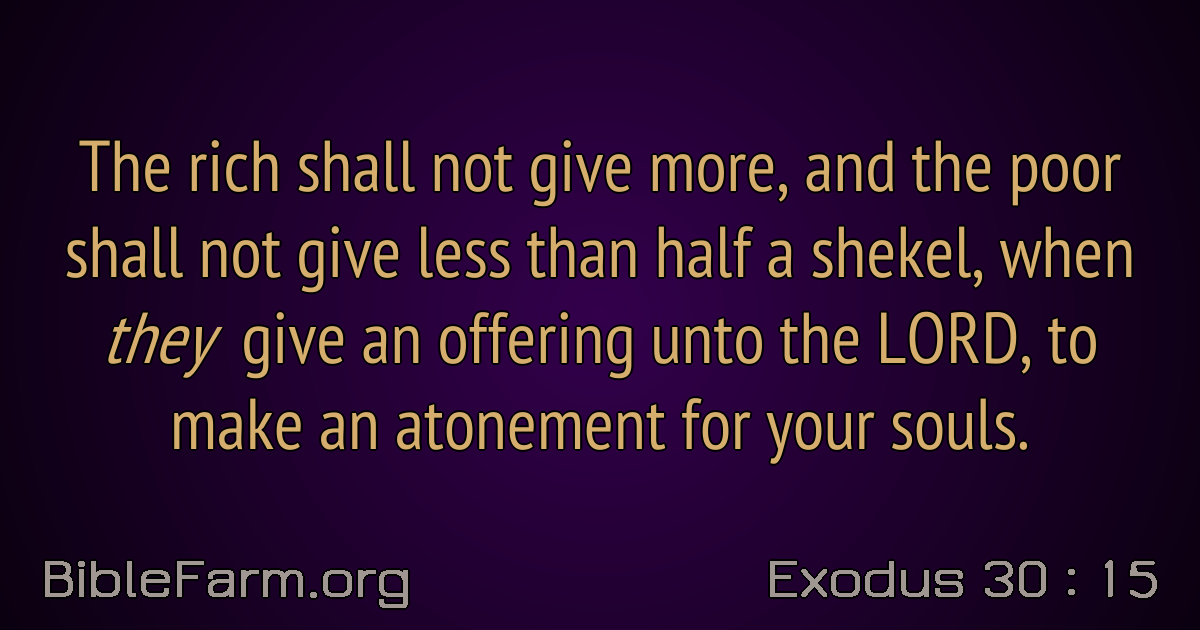 The rich shall not give more, and the poor
shall not give less than half a shekel, when
they give an offering unto the LORD, to
make an atonement for your souls.
BibleFarm.org
Exodus 30 : 15